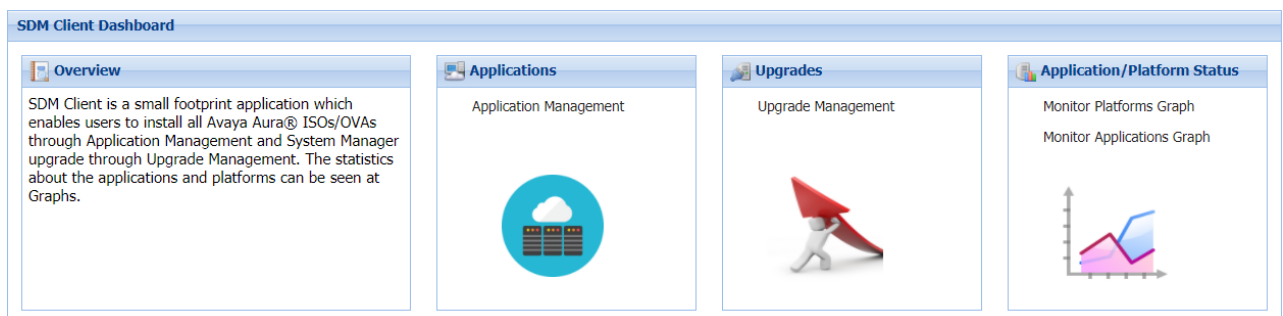 SDM Client Dashboard
Overview
SDM Client is a small footprint application which
enables users to install all Avaya Aura® ISOs/OVAs
through Application Management and System Manager
upgrade through Upgrade Management. The statistics
about the applications and platforms can be seen at
Graphs.
Applications
Application Management
Upgrades
Upgrade Management
Application/Platform Status
Monitor Platforms Graph
Monitor Applications Graph